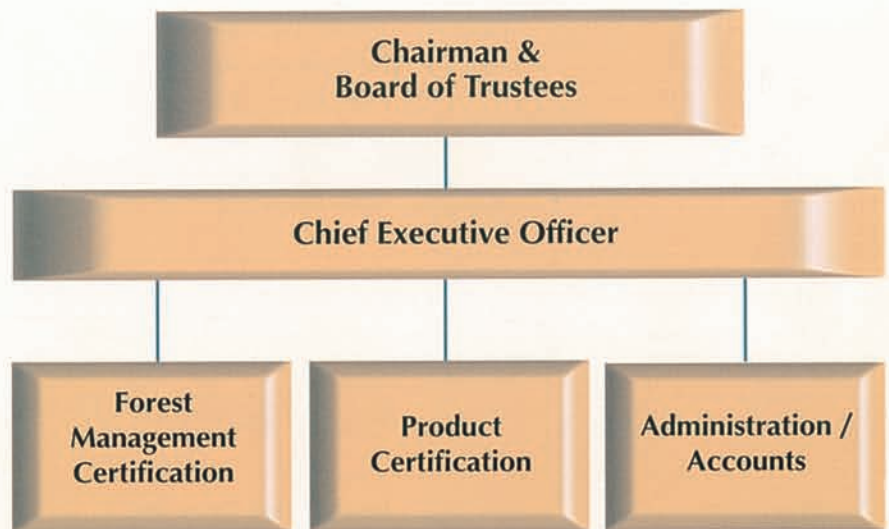 Chairman &
Board of Trustees
Chief Executive Officer
Forest
Management
Certification
Product
Certification
Administration /
Accounts